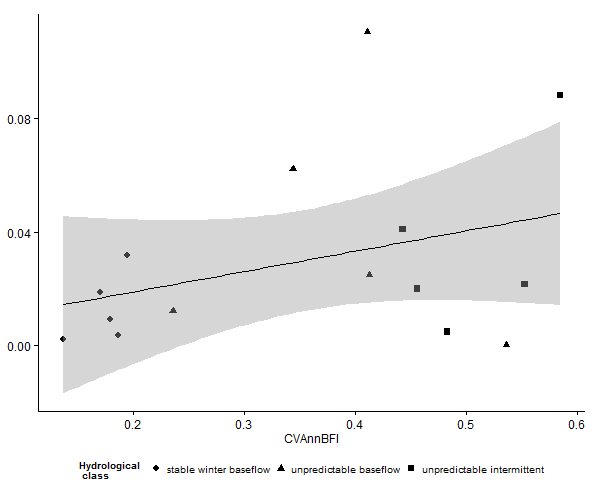 0.08
0.04
0.00
0.2 0.3 0.4 0.5 0.6
CVAnnBFI
Hydrological
class
stable winter baseflow unpredictable baseflow unpredictable intermittent